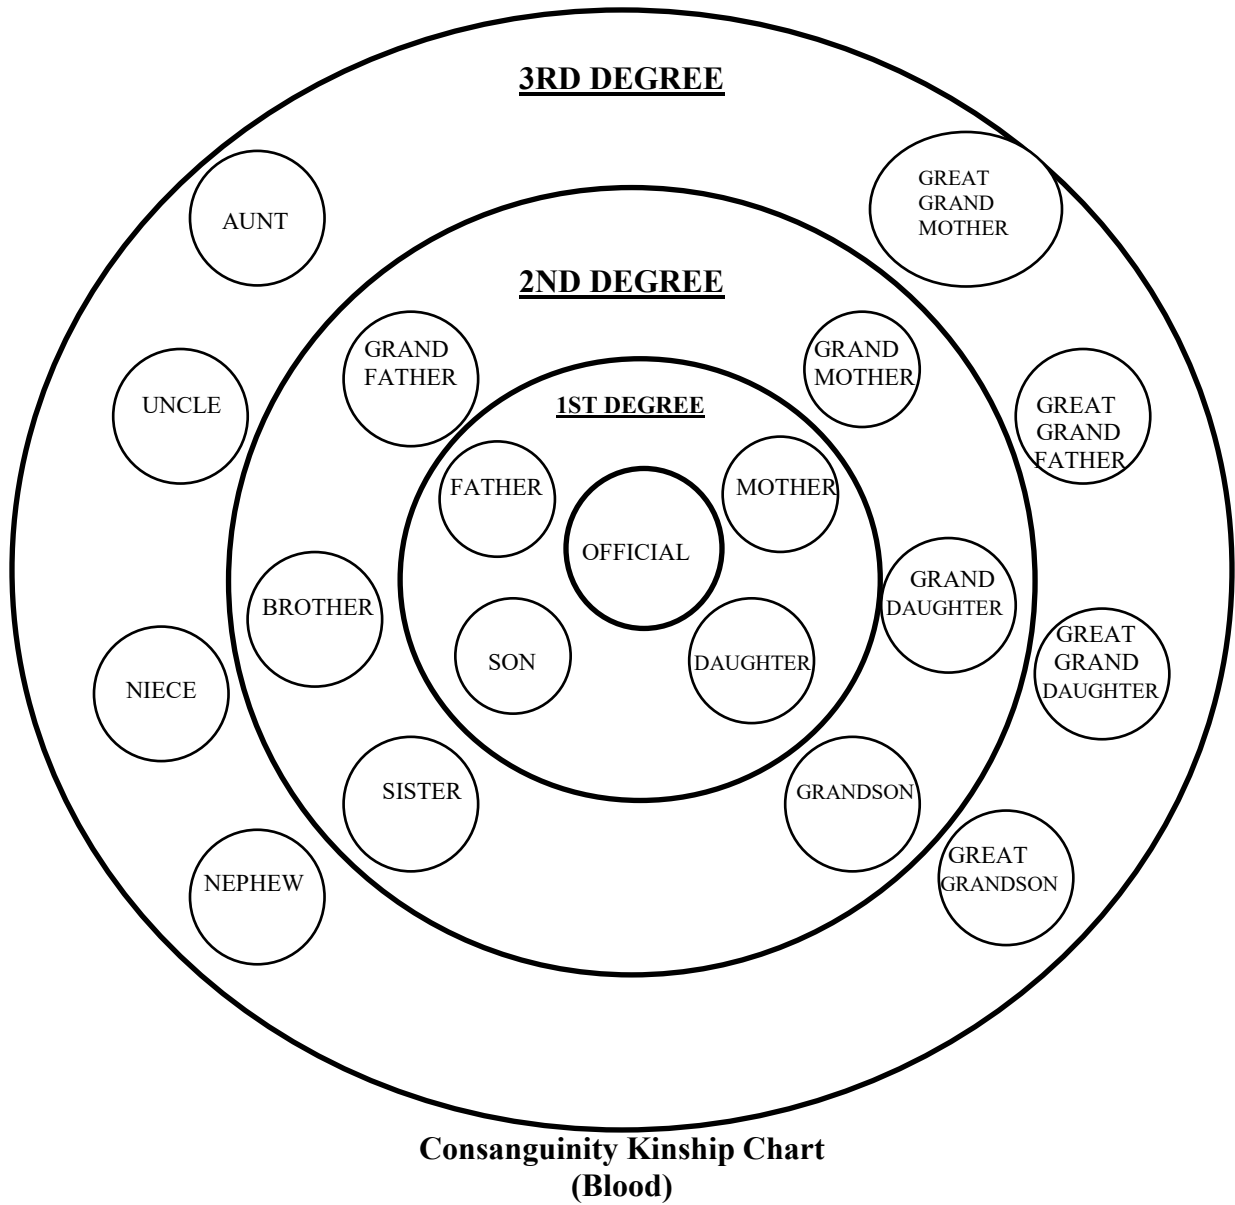 3RD DEGREE
AUNT
GREAT
GRAND
MOTHER
2ND DEGREE
GRAND
FATHER
GRAND
MOTHER
UNCLE
1ST DEGREE
GREAT
GRAND
FATHER
FATHER
MOTHER
OFFICIAL
BROTHER
GRAND
DAUGHTER
SON
DAUGHTER
GREAT
GRAND
DAUGHTER
NIECE
SISTER
GRANDSON
NEPHEW
GREAT
GRANDSON
Consanguinity Kinship Chart
(Blood)